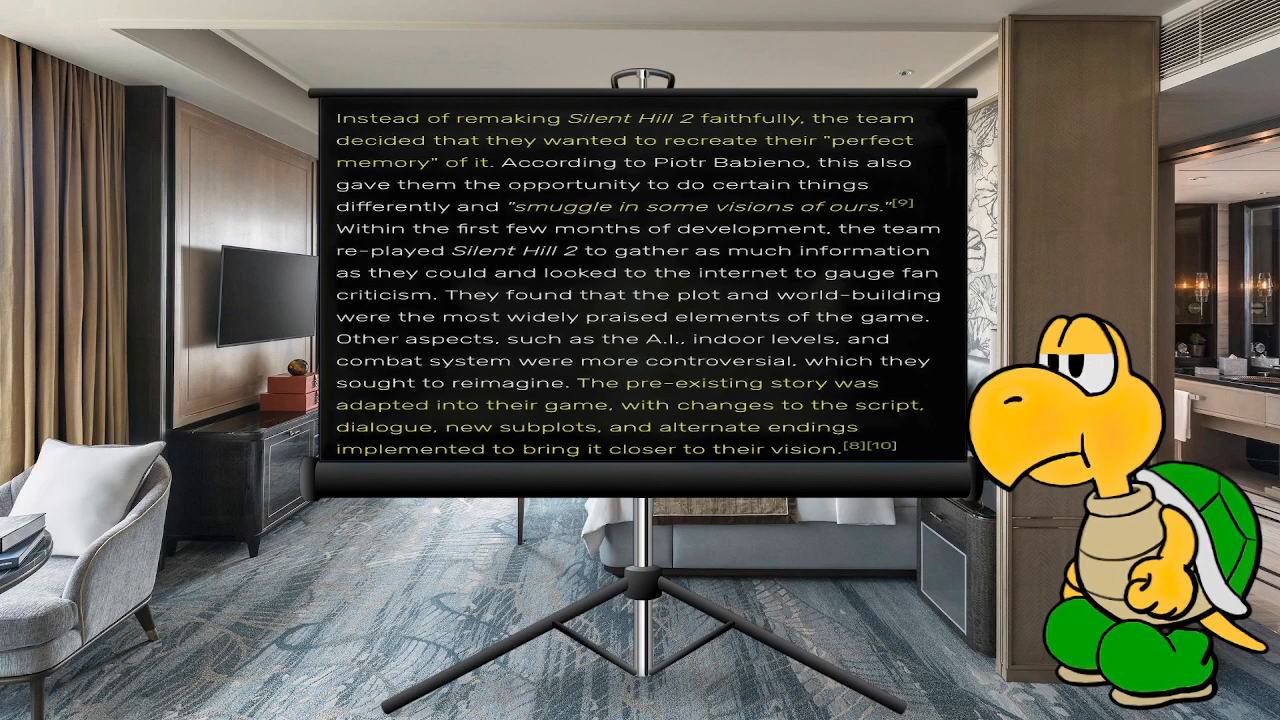 Instead of remaking Silent Hill 2 faithfully, the team
decided that they wanted to recreate their "perfect
memory" of it. According to Piotr Babieno, this also
gave them the opportunity to do certain things
differently and "smuggle in some visions of ours."[9]
Within the first few months of development, the team
re-played Silent Hill 2 to gather as much information
as they could and looked to the internet to gauge fan
criticism. They found that the plot and world-building
were the most widely praised elements of the game.
Other aspects, such as the A.I., indoor levels, and
combat system were more controversial, which they
sought to reimagine. The pre-existing story was
adapted into their game, with changes to the script,
dialogue, new subplots, and alternate endings
implemented to bring it closer to their vision.[8][10]